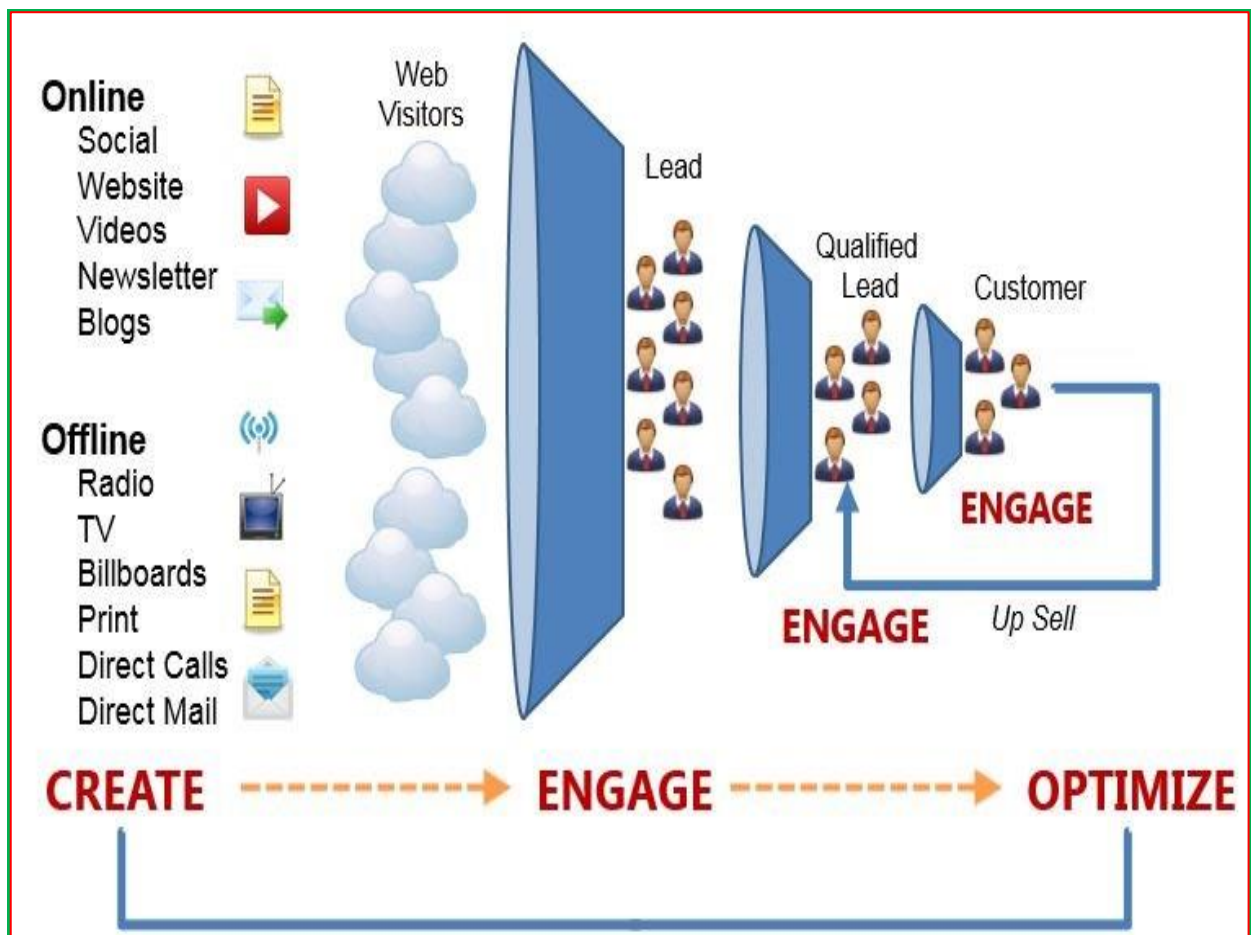 Online
Social
Website
Videos
Newsletter
Blogs
Offline
Radio
TV
Billboards
Print
Direct Calls
Direct Mail
Web
Visitors
Lead
Qualified
Lead
Customer
ENGAGE
ENGAGE
Up Sell
CREATE
ENGAGE
OPTIMIZE